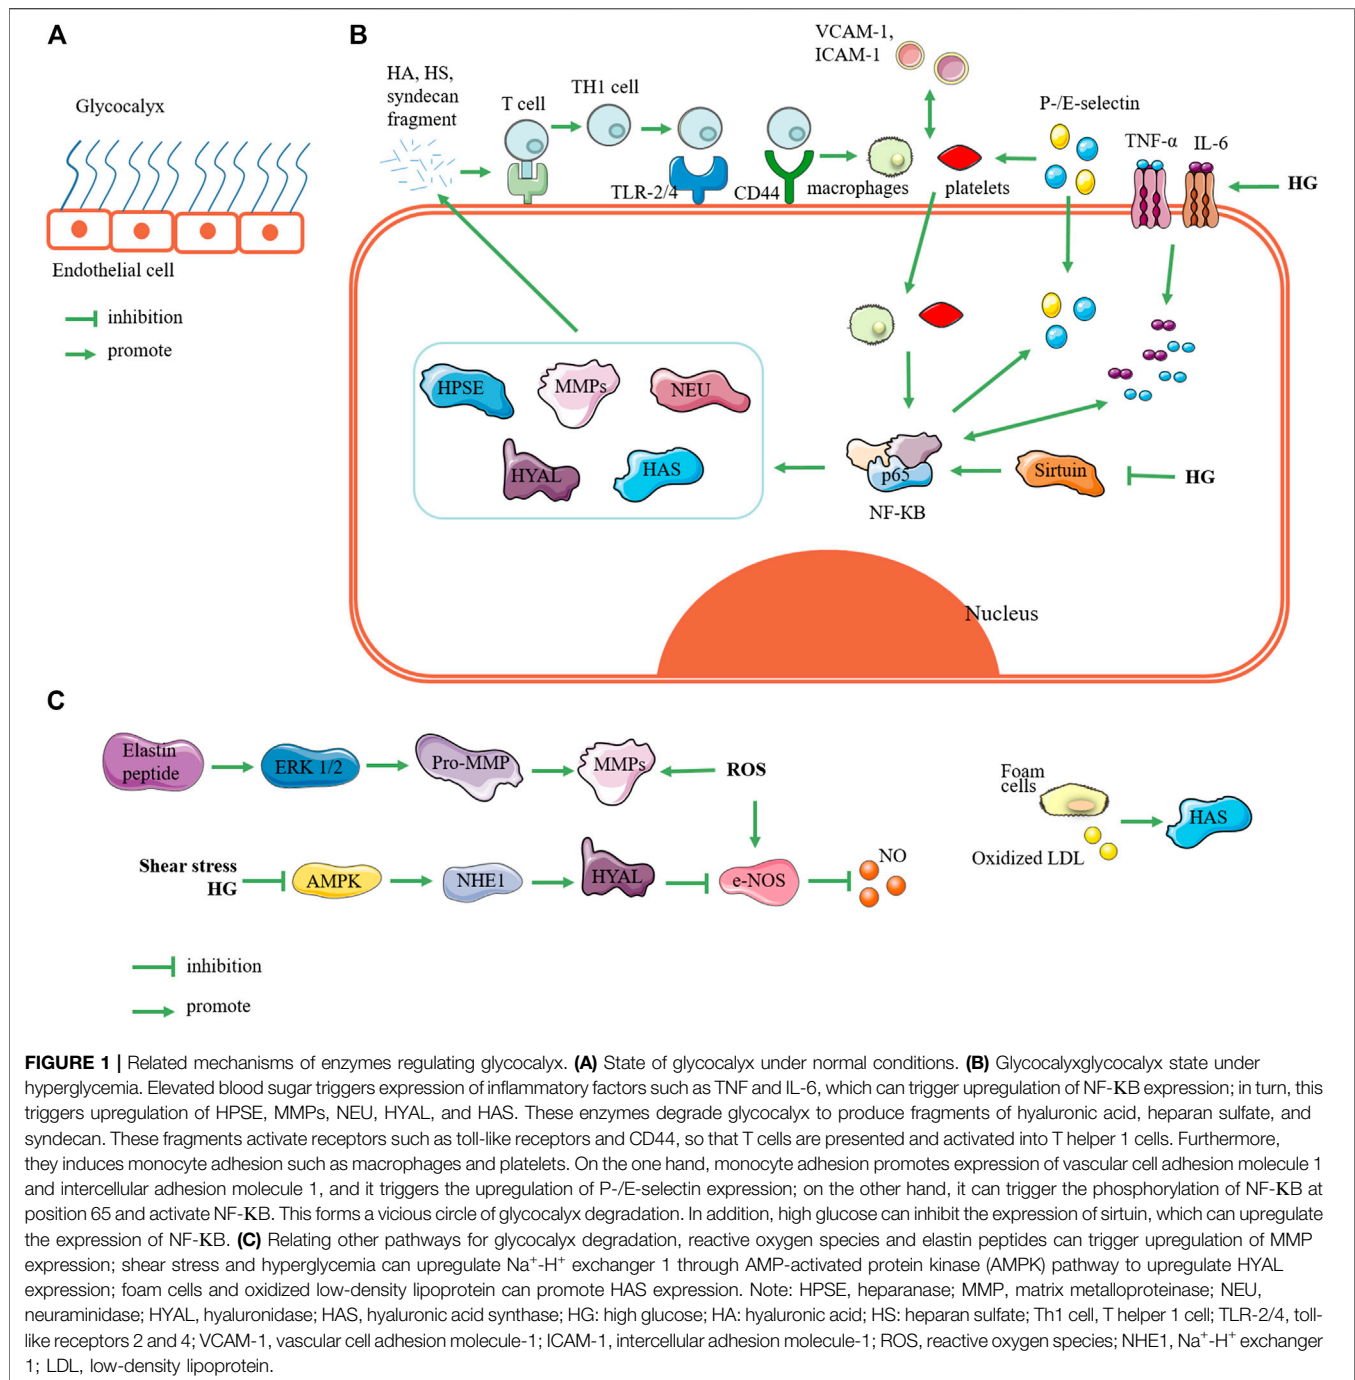 A
Glycocalyx
Endothelial cell
inhibition
promote
B
HA, HS,
syndecan
fragment
T cell
TH1 cell
TLR-2/4
CD44
VCAM-1,
ICAM-1
macrophages
platelets
P-/E-selectin
TNF-α
IL-6
HG
HPSE
MMPs
NEU
HYAL
HAS
p65
NF-KB
Sirtuin
HG
Nucleus
C
Elastin
peptide
ERK 1/2
Pro-MMP
MMPs
ROS
Shear stress
HG
AMPK
NHE1
HYAL
e-NOS
NO
Foam
cells
Oxidized LDL
HAS
inhibition
promote
FIGURE 1 | Related mechanisms of enzymes regulating glycocalyx. (A) State of glycocalyx under normal conditions. (B) Glycocalyxglycocalyx state under
hyperglycemia. Elevated blood sugar triggers expression of inflammatory factors such as TNF and IL-6, which can trigger upregulation of NF-KB expression; in turn, this
triggers upregulation of HPSE, MMPs, NEU, HYAL, and HAS. These enzymes degrade glycocalyx to produce fragments of hyaluronic acid, heparan sulfate, and
syndecan. These fragments activate receptors such as toll-like receptors and CD44, so that T cells are presented and activated into T helper 1 cells. Furthermore,
they induces monocyte adhesion such as macrophages and platelets. On the one hand, monocyte adhesion promotes expression of vascular cell adhesion molecule 1
and intercellular adhesion molecule 1, and it triggers the upregulation of P-/E-selectin expression; on the other hand, it can trigger the phosphorylation of NF-KB at
position 65 and activate NF-KB. This forms a vicious circle of glycocalyx degradation. In addition, high glucose can inhibit the expression of sirtuin, which can upregulate
the expression of NF-KB. (C) Relating other pathways for glycocalyx degradation, reactive oxygen species and elastin peptides can trigger upregulation of MMP
expression; shear stress and hyperglycemia can upregulate Na⁺-H⁺ exchanger 1 through AMP-activated protein kinase (AMPK) pathway to upregulate HYAL
expression; foam cells and oxidized low-density lipoprotein can promote HAS expression. Note: HPSE, heparanase; MMP, matrix metalloproteinase; NEU,
neuraminidase; HYAL, hyaluronidase; HAS, hyaluronic acid synthase; HG: high glucose; HA: hyaluronic acid; HS: heparan sulfate; Th1 cell, T helper 1 cell; TLR-2/4, toll-
like receptors 2 and 4; VCAM-1, vascular cell adhesion molecule-1; ICAM-1, intercellular adhesion molecule-1; ROS, reactive oxygen species; NHE1, Na⁺-H⁺ exchanger
1; LDL, low-density lipoprotein.